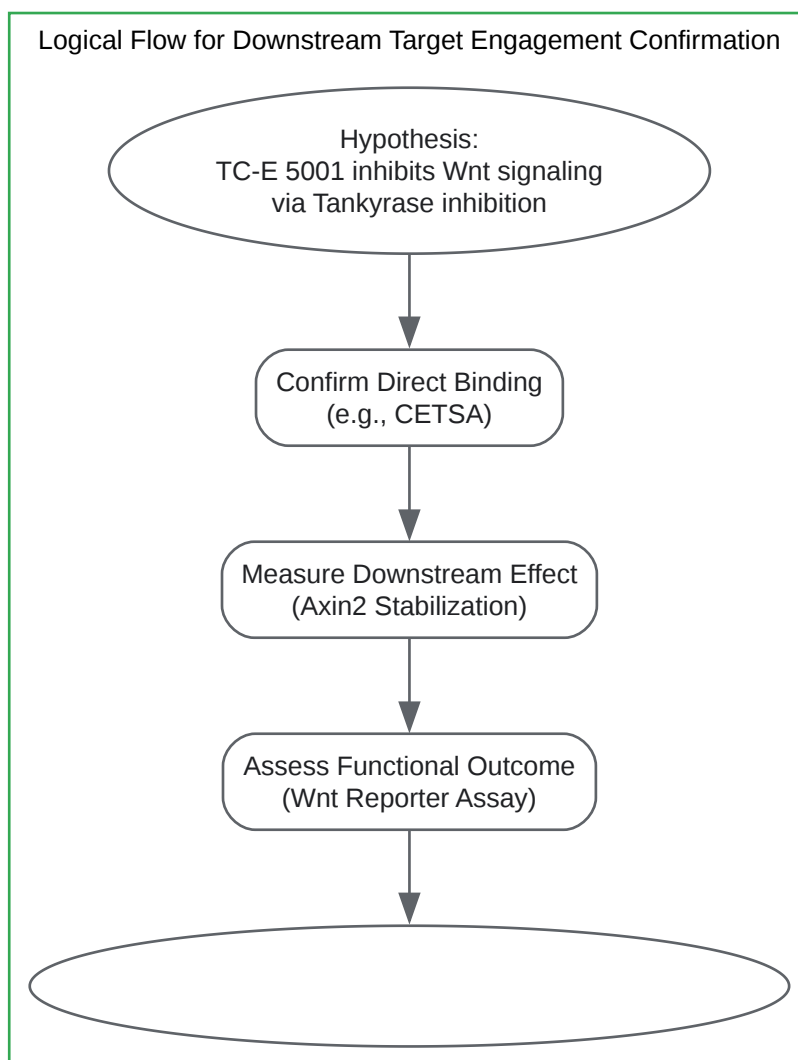 Logical Flow for Downstream Target Engagement Confirmation
Hypothesis:
TC-E 5001 inhibits Wnt signaling
via Tankyrase inhibition
Confirm Direct Binding
(e.g., CETSA)
Measure Downstream Effect
(Axin2 Stabilization)
Assess Functional Outcome
(Wnt Reporter Assay)